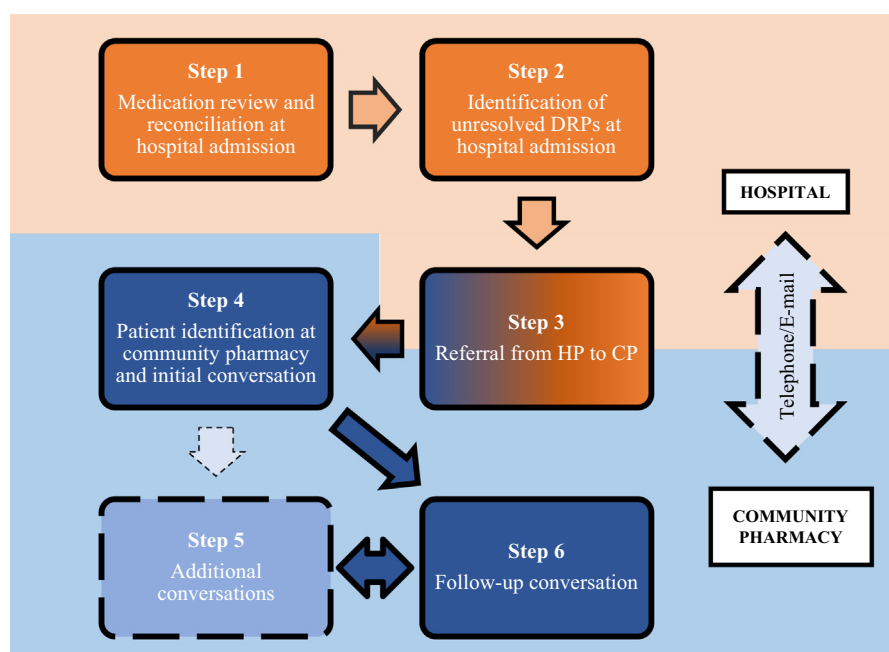 Step 1
Medication review and
reconciliation at
hospital admission
Step 2
Identification of
unresolved DRPs at
hospital admission
HOSPITAL
Step 4
Patient identification at
community pharmacy
and initial conversation
Step 3
Referral from HP to CP
Telephone/E-mail
Step 5
Additional
conversations
Step 6
Follow-up conversation
COMMUNITY
PHARMACY